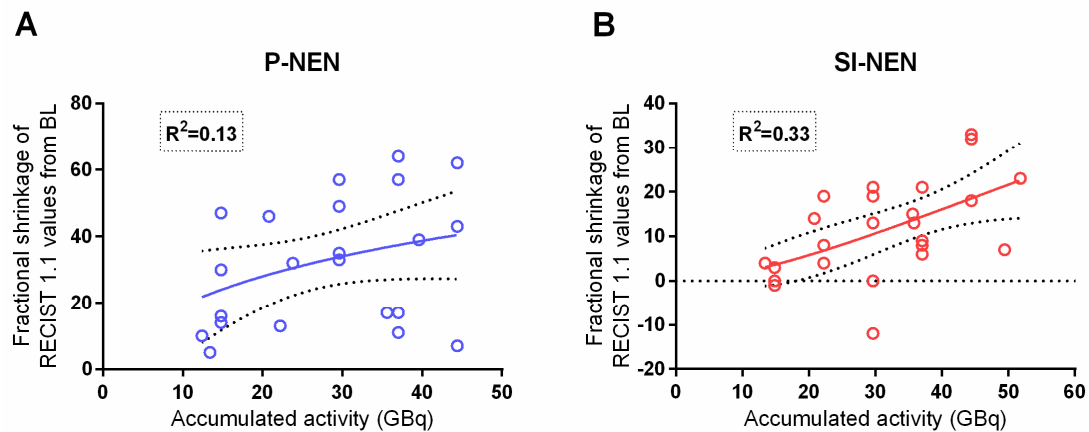 A
P-NEN
Fractional shrinkage of
RECIST 1.1 values from BL
80
60
40
20
0
R²=0.13
0 10 20 30 40 50
Accumulated activity (GBq)
B
SI-NEN
Fractional shrinkage of
RECIST 1.1 values from BL
40
30
20
10
0
-10
-20
R²=0.33
0 10 20 30 40 50 60
Accumulated activity (GBq)